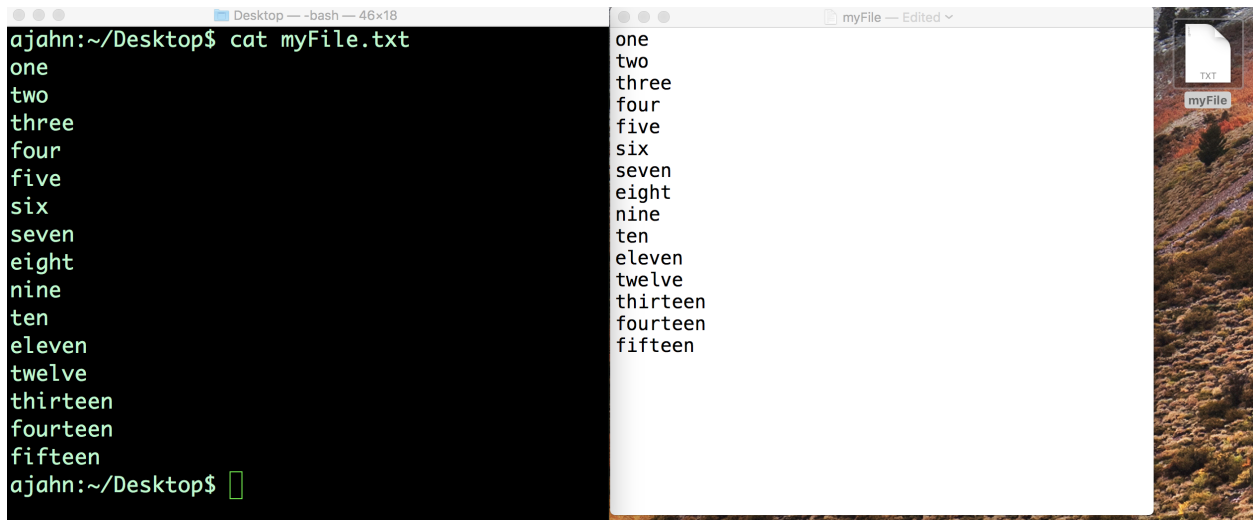 Desktop — -bash — 46×18
ajahn:~/Desktop$ cat myFile.txt
one
two
three
four
five
six
seven
eight
nine
ten
eleven
twelve
thirteen
fourteen
fifteen
ajahn:~/Desktop$
myFile — Edited
one
two
three
four
five
six
seven
eight
nine
ten
eleven
twelve
thirteen
fourteen
fifteen
TXT
myFile